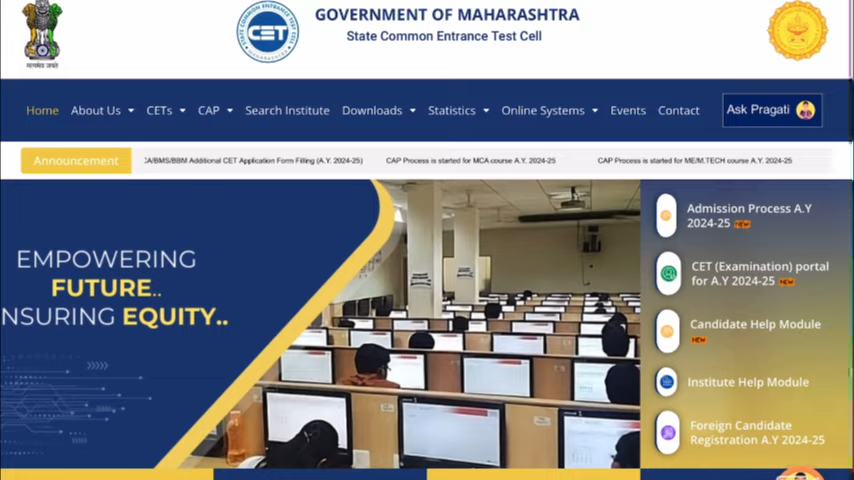 GOVERNMENT OF MAHARASHTRA
State Common Entrance Test Cell
STATE COMMON ENTRANCE TEST CELL
CET
MAHARASHTRA
सत्यमेव जयते
Home About Us CETs CAP Search Institute Downloads Statistics Online Systems Events Contact Ask Pragati
Announcement CA/BMS/BBM Additional CET Application Form Filling (A.Y. 2024-25) CAP Process is started for MCA course A.Y. 2024-25 CAP Process is started for ME/M.TECH course A.Y. 2024-25
EMPOWERING
FUTURE..
NSURING EQUITY..
Admission Process A.Y
2024-25 NEW
CET (Examination) portal
for A.Y 2024-25 NEW
Candidate Help Module
NEW
Institute Help Module
Foreign Candidate
Registration A.Y 2024-25